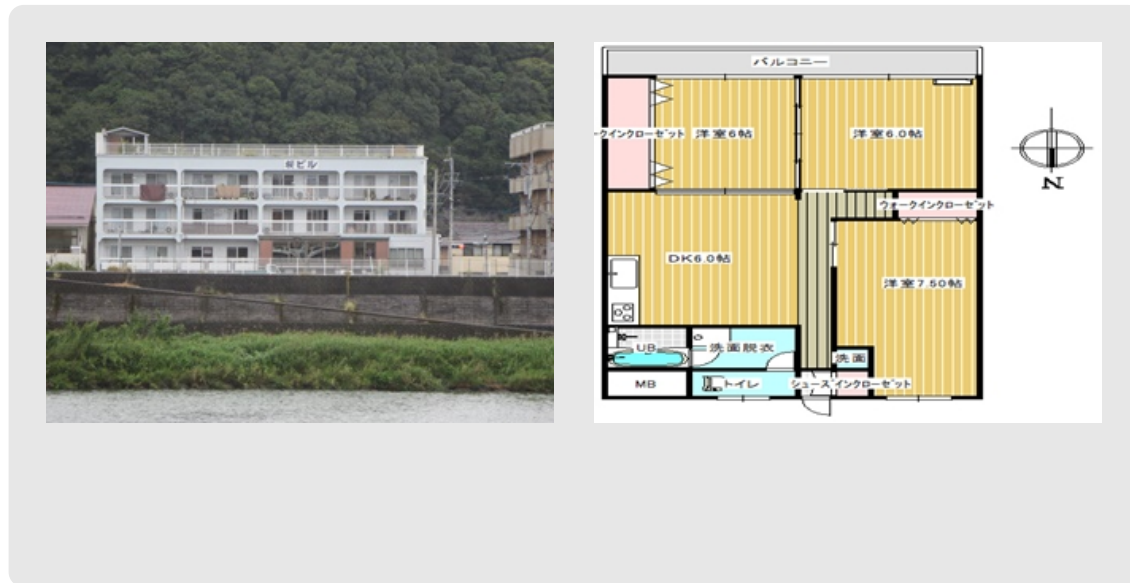 ビル
バルコニー
ークインクローゼット
洋室6帖
洋室6.0帖
N
ウォークインクローゼット
DK6.0帖
洋室7.50帖
UB
洗面脱衣
洗面
MB
トイレ
シューズインクローゼット